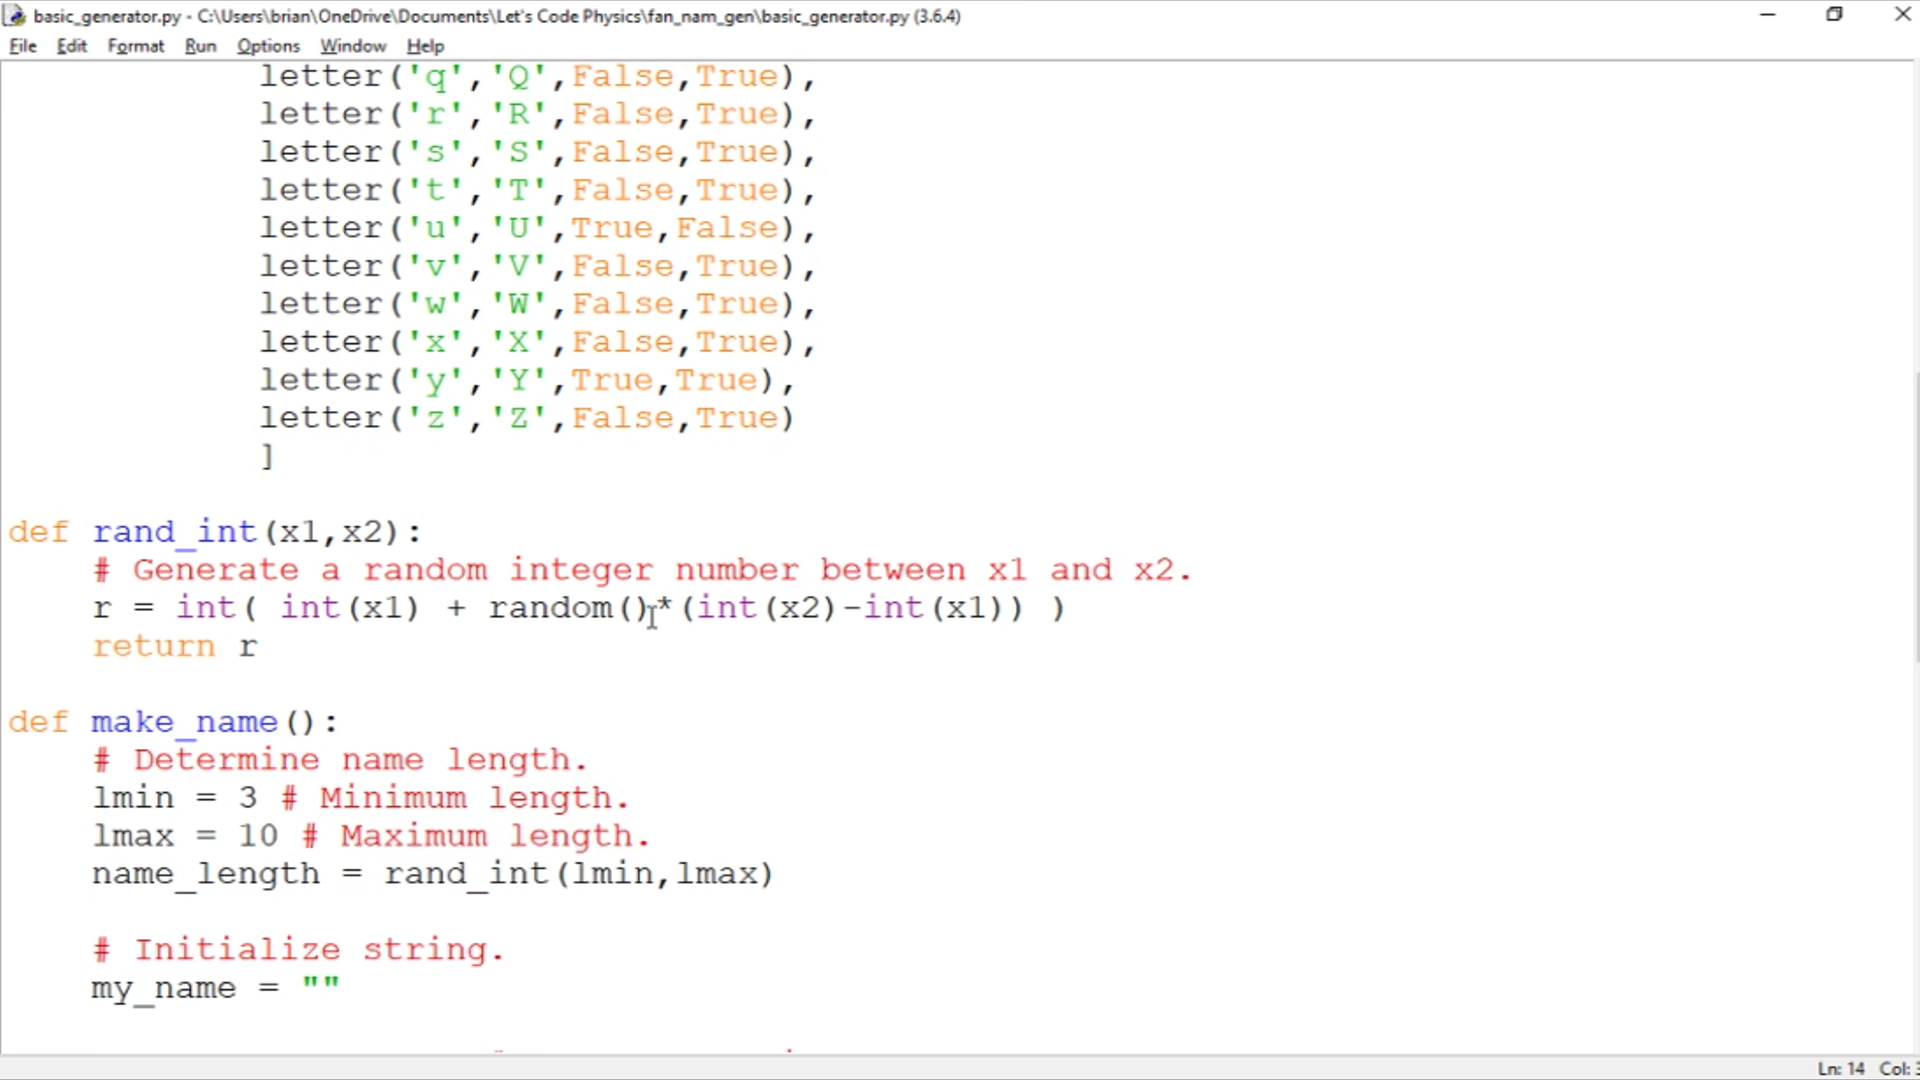 basic_generator.py - C:\Users\brian\OneDrive\Documents\Let's Code Physics\fan_nam_gen\basic_generator.py (3.6.4)
File Edit Format Run Options Window Help
letter('q','Q',False,True),
letter('r','R',False,True),
letter('s','S',False,True),
letter('t','T',False,True),
letter('u','U',True,False),
letter('v','V',False,True),
letter('w','W',False,True),
letter('x','X',False,True),
letter('y','Y',True,True),
letter('z','Z',False,True)
]
def rand_int(x1,x2):
# Generate a random integer number between x1 and x2.
r = int( int(x1) + random()*(int(x2)-int(x1)) )
return r
def make_name():
# Determine name length.
lmin = 3 # Minimum length.
lmax = 10 # Maximum length.
name_length = rand_int(lmin,lmax)
# Initialize string.
my_name = ""
Ln: 14 Col: